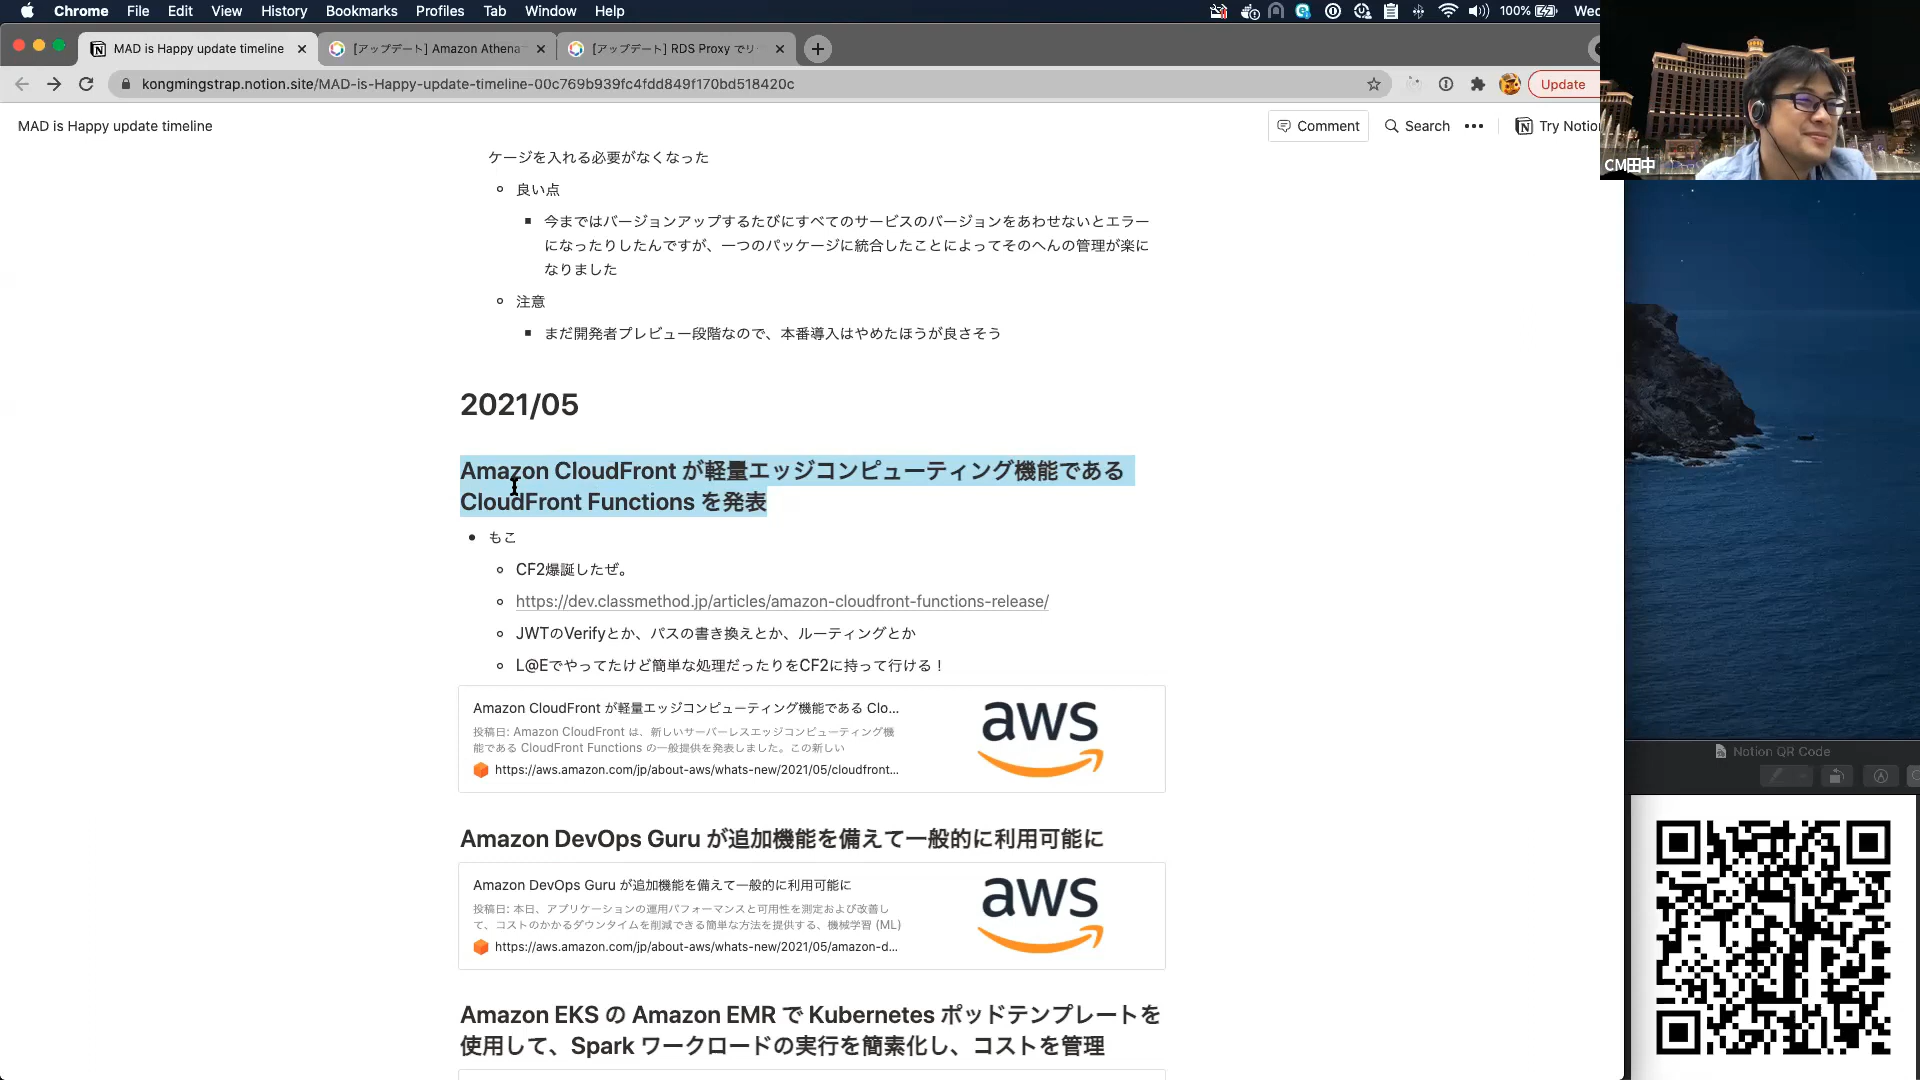 Chrome File Edit View History Bookmarks Profiles Tab Window Help
100%
Wed
MAD is Happy update timeline
[アップデート] Amazon Athena
[アップデート] RDS Proxy でリー
kongmingstrap.notion.site/MAD-is-Happy-update-timeline-00c769b939fc4fdd849f170bd518420c
Update
MAD is Happy update timeline
Comment
Search
Try Notion
CM田中
ケージを入れる必要がなくなった
良い点
今まではバージョンアップするたびにすべてのサービスのバージョンをあわせないとエラー
になったりしたんですが、一つのパッケージに統合したことによってそのへんの管理が楽に
なりました
注意
まだ開発者プレビュー段階なので、本番導入はやめたほうが良さそう
2021/05
Amazon CloudFront が軽量エッジコンピューティング機能である
CloudFront Functions を発表
もこ
CF2爆誕したぜ。
https://dev.classmethod.jp/articles/amazon-cloudfront-functions-release/
JWTのVerifyとか、パスの書き換えとか、ルーティングとか
L@Eでやってたけど簡単な処理だったりをCF2に持って行ける！
Amazon CloudFront が軽量エッジコンピューティング機能である Clo...
投稿日: Amazon CloudFront は、新しいサーバーレスエッジコンピューティング機
能である CloudFront Functions の一般提供を発表しました。この新しい
https://aws.amazon.com/jp/about-aws/whats-new/2021/05/cloudfront...
aws
Amazon DevOps Guru が追加機能を備えて一般的に利用可能に
Amazon DevOps Guru が追加機能を備えて一般的に利用可能に
投稿日: 本日、アプリケーションの運用パフォーマンスと可用性を測定および改善し
て、コストのかかるダウンタイムを削減できる簡単な方法を提供する、機械学習 (ML)
https://aws.amazon.com/jp/about-aws/whats-new/2021/05/amazon-d...
aws
Amazon EKS の Amazon EMR で Kubernetes ポッドテンプレートを
使用して、Spark ワークロードの実行を簡素化し、コストを管理
Notion QR Code